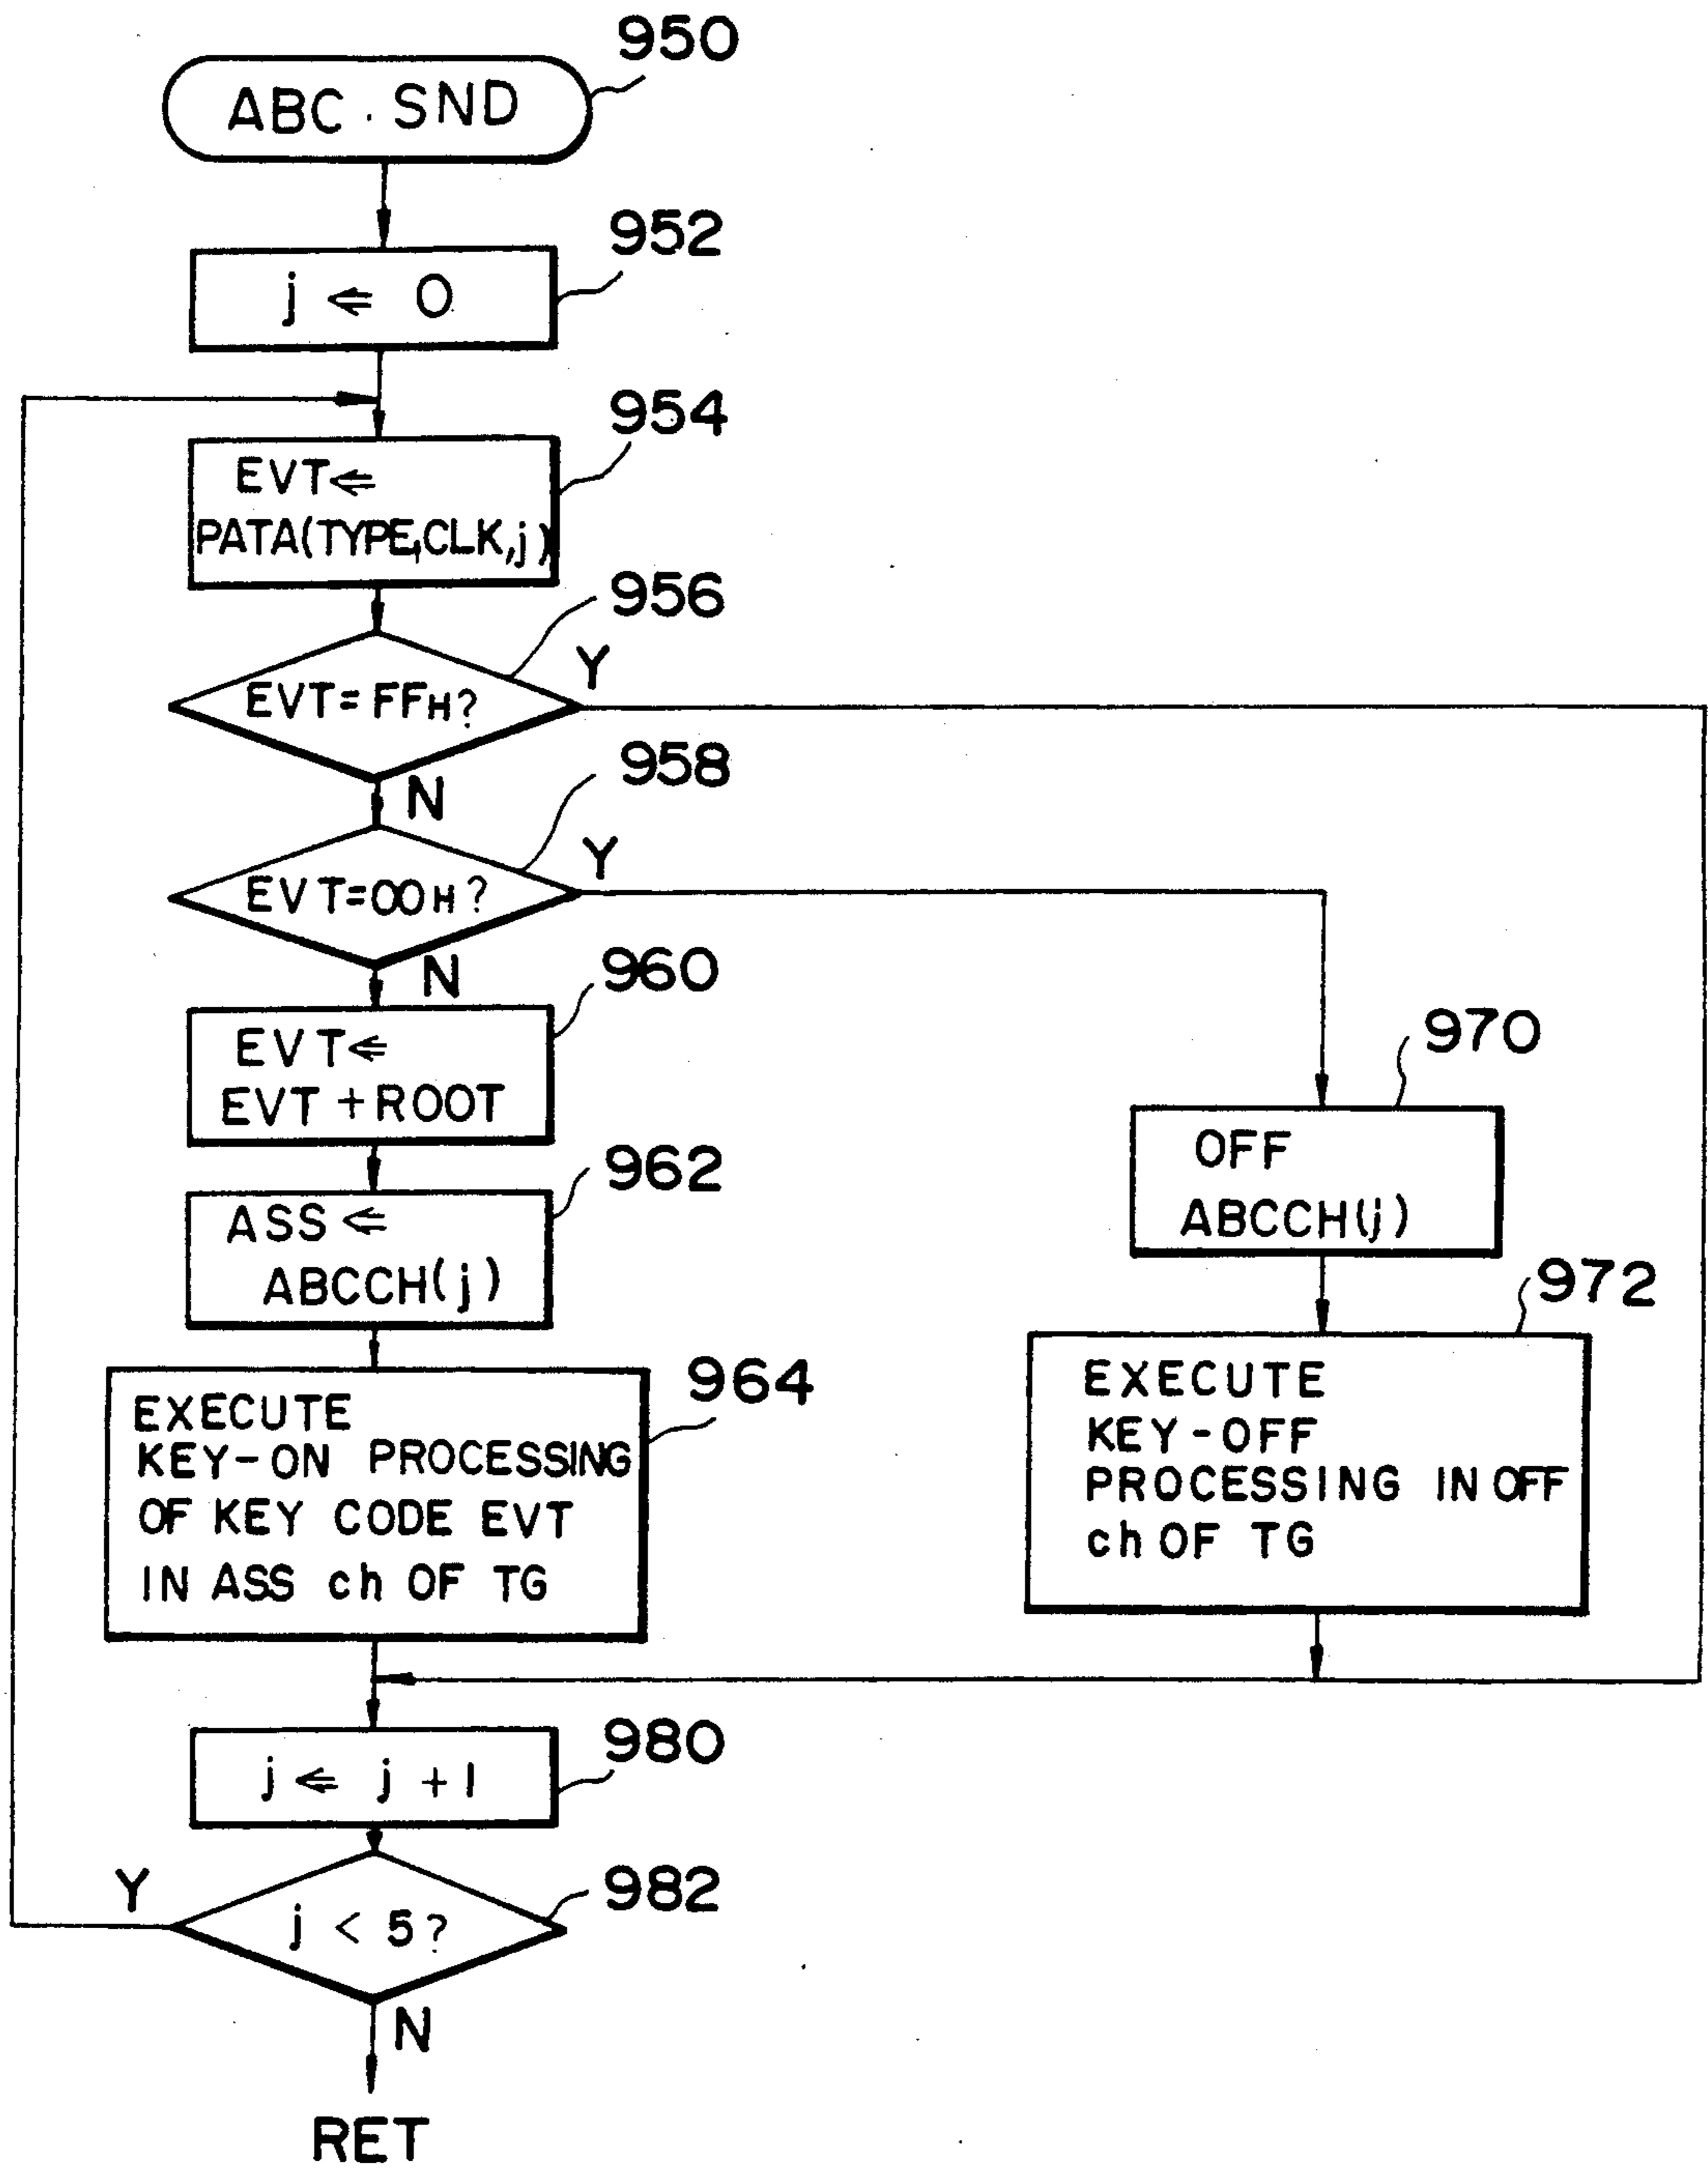 950
ABC . SND
952
j ⇐ 0
954
EVT⇐
PATA(TYPE,CLK,j)
956
Y
EVT=FFH?
958
N
Y
EVT=00H?
960
N
EVT⇐
EVT+ROOT
970
OFF
ABCCH(j)
962
ASS ⇐
ABCCH(j)
972
EXECUTE
KEY-OFF
PROCESSING IN OFF
ch OF TG
964
EXECUTE
KEY-ON PROCESSING
OF KEY CODE EVT
IN ASS ch OF TG
980
j ⇐ j +1
982
Y
j < 5?
N
RET